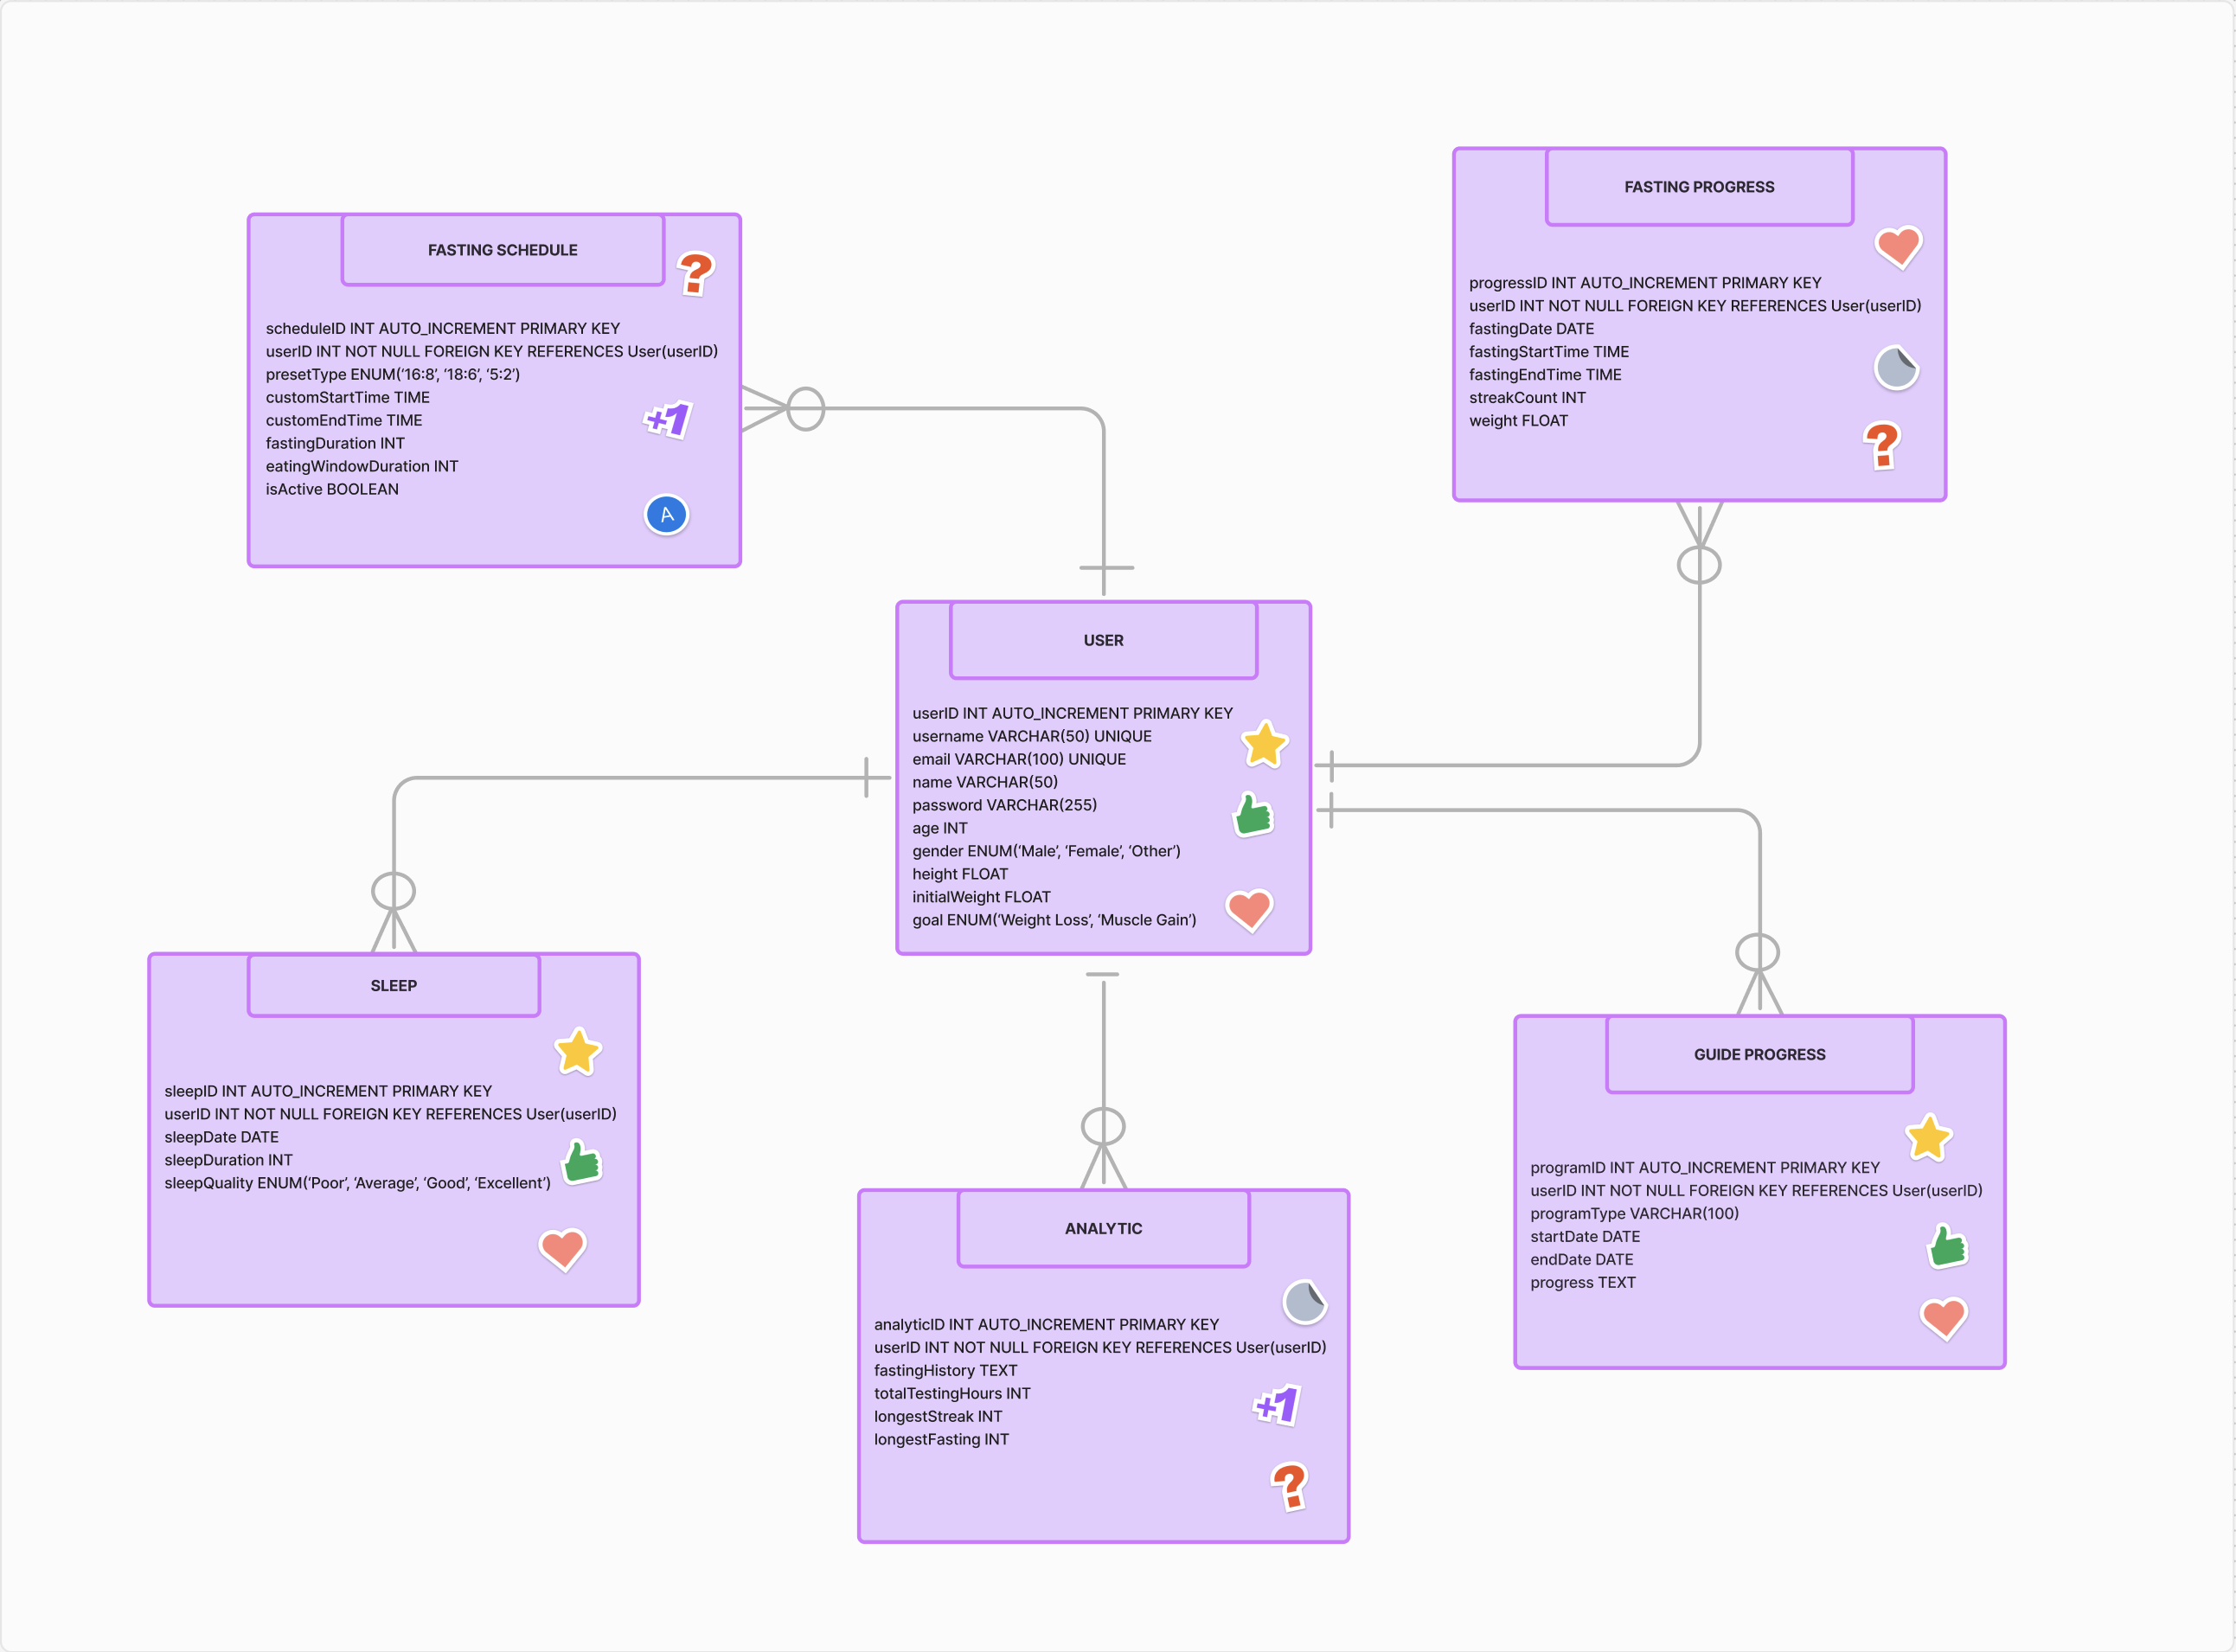 FASTING SCHEDULE
scheduleID INT AUTO_INCREMENT PRIMARY KEY
userID INT NOT NULL FOREIGN KEY REFERENCES User(userID)
presetType ENUM(‘16:8’, ‘18:6’, ‘5:2’)
customStartTime TIME
customEndTime TIME
fastingDuration INT
eatingWindowDuration INT
isActive BOOLEAN
?
+1
A
FASTING PROGRESS
progressID INT AUTO_INCREMENT PRIMARY KEY
userID INT NOT NULL FOREIGN KEY REFERENCES User(userID)
fastingDate DATE
fastingStartTime TIME
fastingEndTime TIME
streakCount INT
weight FLOAT
?
USER
userID INT AUTO_INCREMENT PRIMARY KEY
username VARCHAR(50) UNIQUE
email VARCHAR(100) UNIQUE
name VARCHAR(50)
password VARCHAR(255)
age INT
gender ENUM(‘Male’, ‘Female’, ‘Other’)
height FLOAT
initialWeight FLOAT
goal ENUM(‘Weight Loss’, ‘Muscle Gain’)
SLEEP
sleepID INT AUTO_INCREMENT PRIMARY KEY
userID INT NOT NULL FOREIGN KEY REFERENCES User(userID)
sleepDate DATE
sleepDuration INT
sleepQuality ENUM(‘Poor’, ‘Average’, ‘Good’, ‘Excellent’)
ANALYTIC
analyticID INT AUTO_INCREMENT PRIMARY KEY
userID INT NOT NULL FOREIGN KEY REFERENCES User(userID)
fastingHistory TEXT
totalTestingHours INT
longestStreak INT
longestFasting INT
+1
?
GUIDE PROGRESS
programID INT AUTO_INCREMENT PRIMARY KEY
userID INT NOT NULL FOREIGN KEY REFERENCES User(userID)
programType VARCHAR(100)
startDate DATE
endDate DATE
progress TEXT